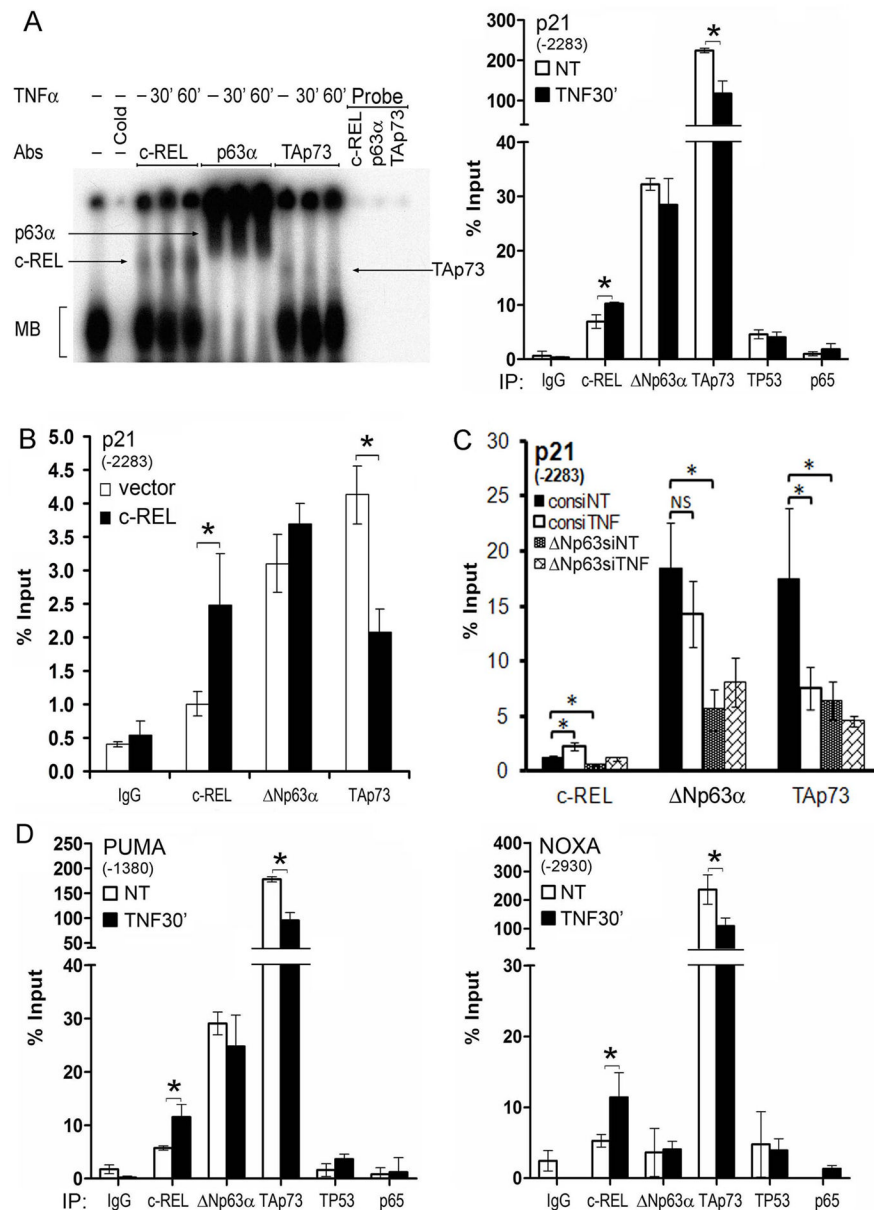 A
TNFα – – – 30' 60' – 30' 60' – 30' 60' Probe
Cold
c-REL
p63α
TAp73
Abs – – c-REL p63α TAp73
p63α
c-REL
TAp73
MB
p21
(-2283)
NT
TNF30'
*
*
% Input
300
200
100
40
30
20
10
0
IP: IgG c-REL ΔNp63α TAp73 TP53 p65
B
p21
(-2283)
vector
c-REL
*
*
% Input
5.0
4.5
4.0
3.5
3.0
2.5
2.0
1.5
1.0
0.5
0.0
IgG c-REL ΔNp63α TAp73
C
p21
(-2283)
consiNT
consiTNF
ΔNp63siNT
ΔNp63siTNF
*
*
*
NS
*
*
% Input
30
25
20
15
10
5
0
c-REL ΔNp63α TAp73
D
PUMA
(-1380)
NT
TNF30'
*
*
% Input
250
200
150
100
50
40
30
20
10
0
IP: IgG c-REL ΔNp63α TAp73 TP53 p65
NOXA
(-2930)
NT
TNF30'
*
*
% Input
400
300
200
100
30
20
10
0
IP: IgG c-REL ΔNp63α TAp73 TP53 p65